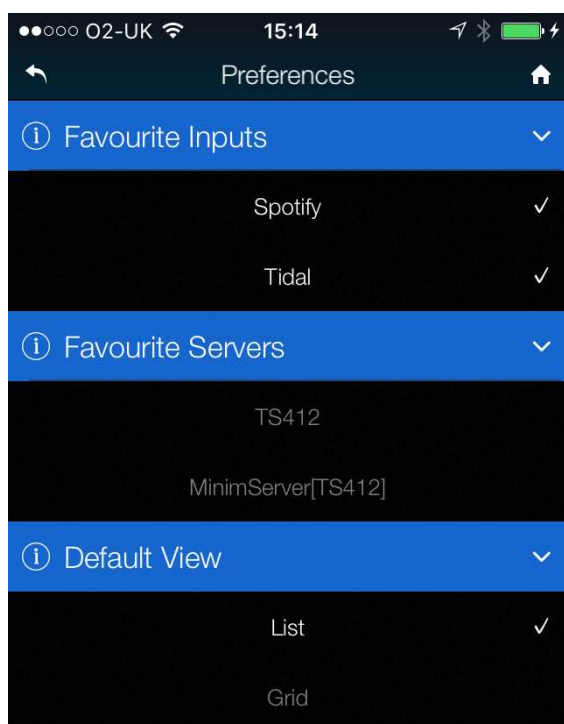 O2-UK 15:14
Preferences
Favourite Inputs
Spotify
Tidal
Favourite Servers
TS412
MinimServer[TS412]
Default View
List
Grid